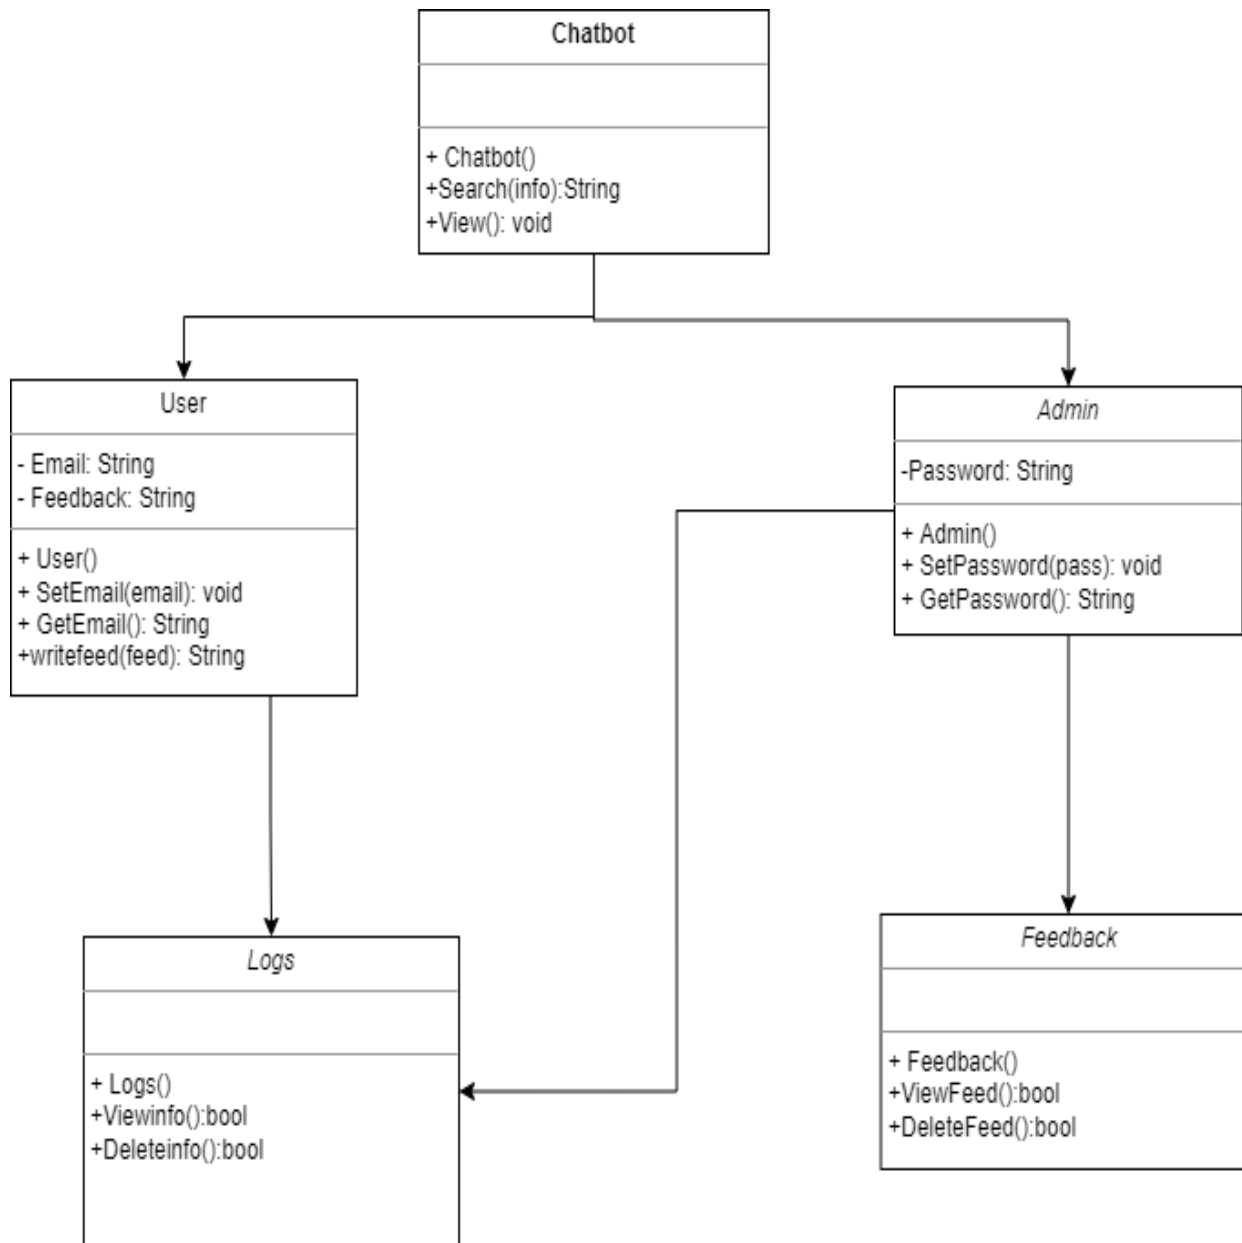 Chatbot
+ Chatbot()
+Search(info):String
+View(): void
User
- Email: String
- Feedback: String
+ User()
+ SetEmail(email): void
+ GetEmail(): String
+writefeed(feed): String
Admin
-Password: String
+ Admin()
+ SetPassword(pass): void
+ GetPassword(): String
Logs
+ Logs()
+Viewinfo():bool
+Deleteinfo():bool
Feedback
+ Feedback()
+ViewFeed():bool
+DeleteFeed():bool